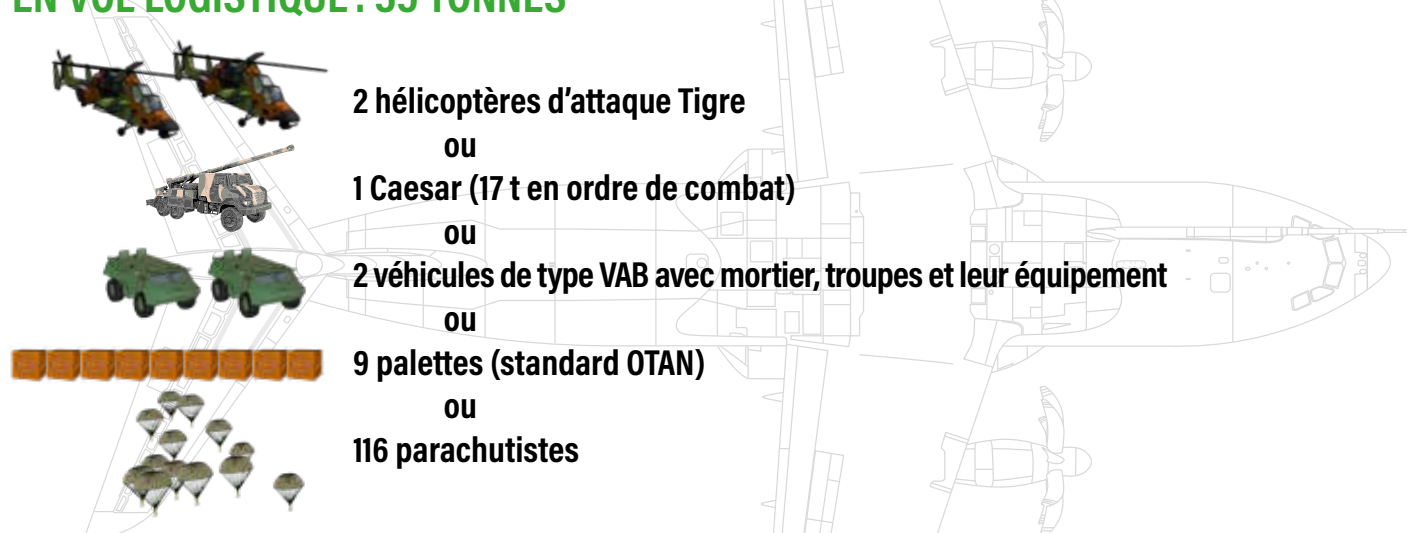 EN VOL LOGISTIQUE : TONNES
2 hélicoptères d'attaque Tigre
ou
1 Caesar (17 t en ordre de combat)
ou
2 véhicules de type VAB avec mortier, troupes et leur équipement
ou
9 palettes (standard OTAN)
ou
116 parachutistes